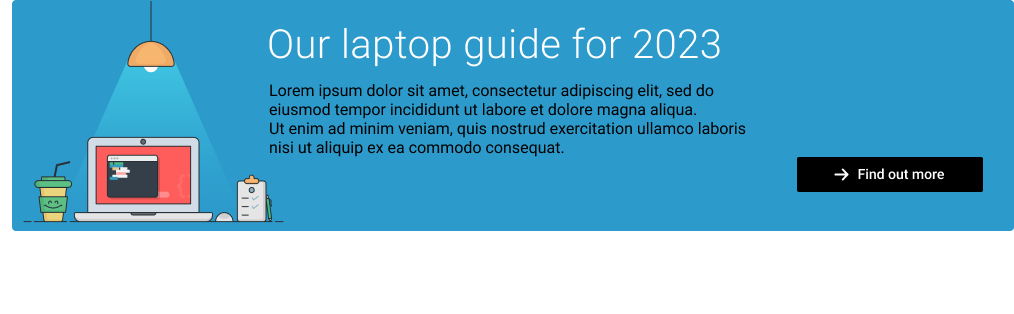 Our laptop guide for 2023
Lorem ipsum dolor sit amet, consectetur adipiscing elit, sed do
eiusmod tempor incididunt ut labore et dolore magna aliqua.
Ut enim ad minim veniam, quis nostrud exercitation ullamco laboris
nisi ut aliquip ex ea commodo consequat.
Find out more